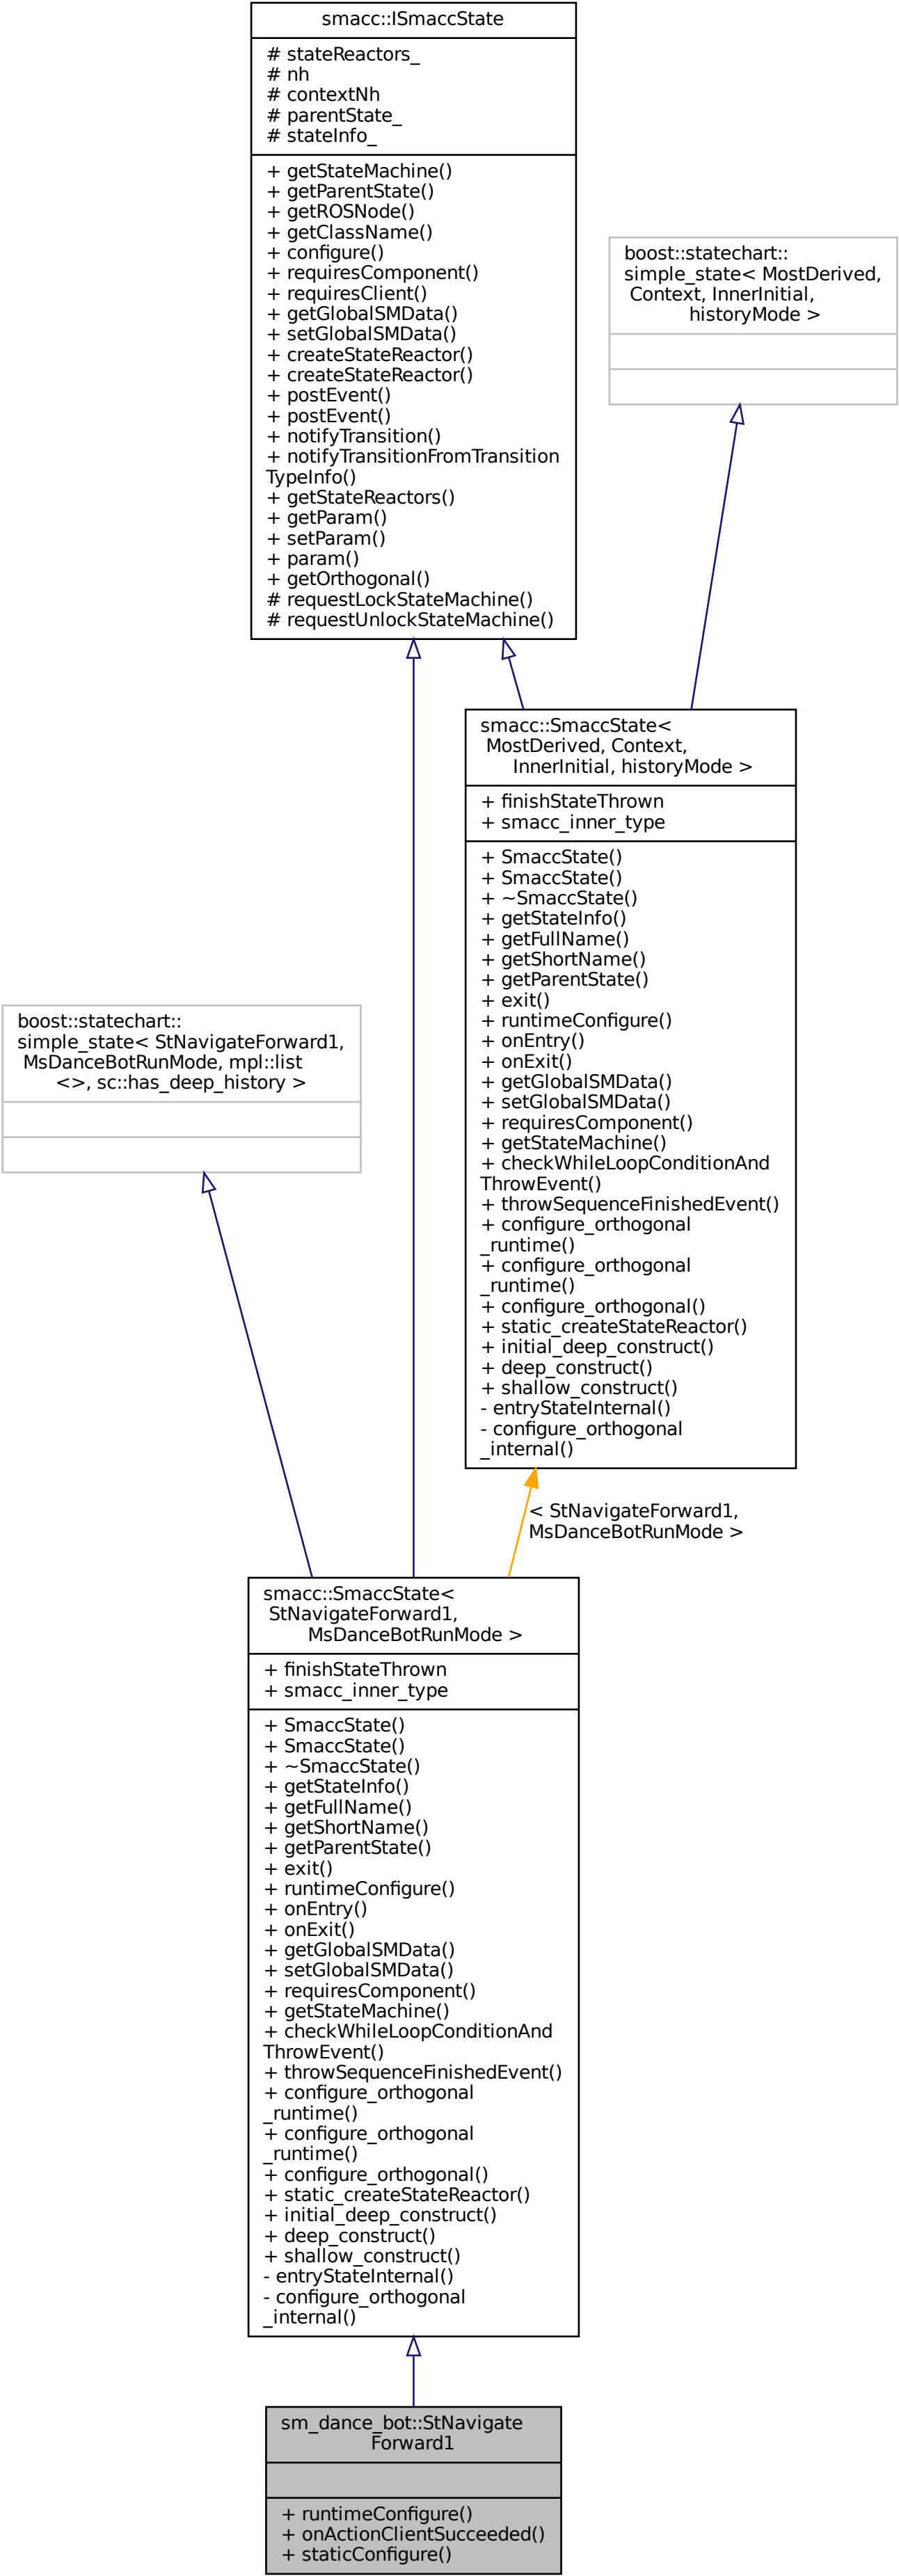 smacc::ISmaccState
# stateReactors_
# nh
# contextNh
# parentState_
# stateInfo_
+ getStateMachine()
+ getParentState()
+ getROSNode()
+ getClassName()
+ configure()
+ requiresComponent()
+ requiresClient()
+ getGlobalSMData()
+ setGlobalSMData()
+ createStateReactor()
+ createStateReactor()
+ postEvent()
+ postEvent()
+ notifyTransition()
+ notifyTransitionFromTransition
TypeInfo()
+ getStateReactors()
+ getParam()
+ setParam()
+ param()
+ getOrthogonal()
# requestLockStateMachine()
# requestUnlockStateMachine()
boost::statechart::
simple_state< MostDerived,
Context, InnerInitial,
historyMode >
smacc::SmaccState<
MostDerived, Context,
InnerInitial, historyMode >
+ finishStateThrown
+ smacc_inner_type
+ SmaccState()
+ SmaccState()
+ ~SmaccState()
+ getStateInfo()
+ getFullName()
+ getShortName()
+ getParentState()
+ exit()
+ runtimeConfigure()
+ onEntry()
+ onExit()
+ getGlobalSMData()
+ setGlobalSMData()
+ requiresComponent()
+ getStateMachine()
+ checkWhileLoopConditionAnd
ThrowEvent()
+ throwSequenceFinishedEvent()
+ configure_orthogonal
_runtime()
+ configure_orthogonal
_runtime()
+ configure_orthogonal()
+ static_createStateReactor()
+ initial_deep_construct()
+ deep_construct()
+ shallow_construct()
- entryStateInternal()
- configure_orthogonal
_internal()
boost::statechart::
simple_state< StNavigateForward1,
MsDanceBotRunMode, mpl::list
<>, sc::has_deep_history >
< StNavigateForward1,
MsDanceBotRunMode >
smacc::SmaccState<
StNavigateForward1,
MsDanceBotRunMode >
+ finishStateThrown
+ smacc_inner_type
+ SmaccState()
+ SmaccState()
+ ~SmaccState()
+ getStateInfo()
+ getFullName()
+ getShortName()
+ getParentState()
+ exit()
+ runtimeConfigure()
+ onEntry()
+ onExit()
+ getGlobalSMData()
+ setGlobalSMData()
+ requiresComponent()
+ getStateMachine()
+ checkWhileLoopConditionAnd
ThrowEvent()
+ throwSequenceFinishedEvent()
+ configure_orthogonal
_runtime()
+ configure_orthogonal
_runtime()
+ configure_orthogonal()
+ static_createStateReactor()
+ initial_deep_construct()
+ deep_construct()
+ shallow_construct()
- entryStateInternal()
- configure_orthogonal
_internal()
sm_dance_bot::StNavigate
Forward1
+ runtimeConfigure()
+ onActionClientSucceeded()
+ staticConfigure()